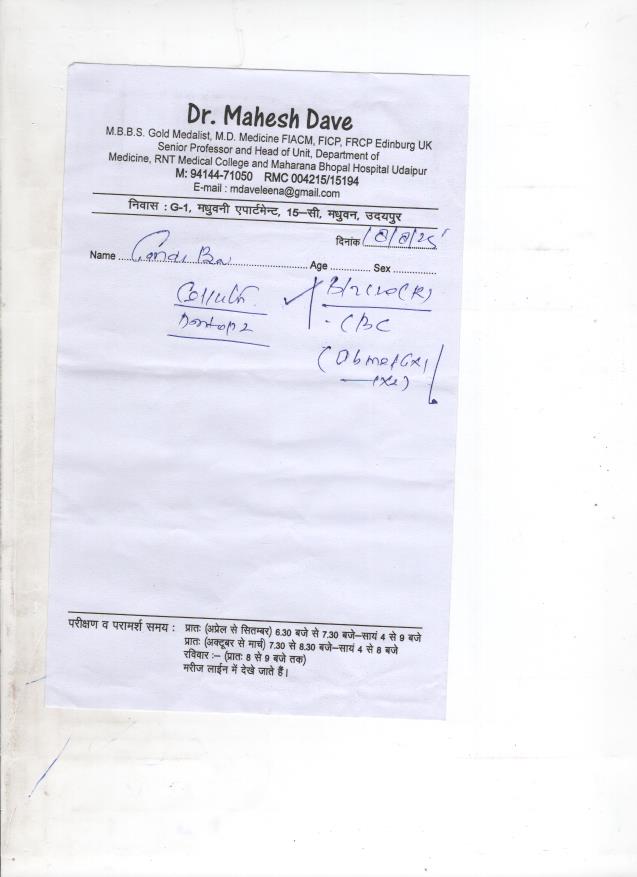 Dr. Mahesh Dave
M.B.B.S. Gold Medalist, M.D. Medicine FIACM, FICP, FRCP Edinburg UK
Senior Professor and Head of Unit, Department of
Medicine, RNT Medical College and Maharana Bhopal Hospital Udaipur
M: 94144-71050 RMC 004215/15194
E-mail : mdaveleena@gmail.com
निवास : G-1, मधुवनी एपार्टमेन्ट, 15–सी, मधुवन, उदयपुर
दिनांक 18/8/25
Name Age Sex
- CBC
परीक्षण व परामर्श समय : प्रातः (अप्रेल से सितम्बर) 6.30 बजे से 7.30 बजे–सायं 4 से 9 बजे
प्रातः (अक्टूबर से मार्च) 7.30 से 8.30 बजे–सायं 4 से 8 बजे
रविवार :– (प्रातः 8 से 9 बजे तक)
मरीज लाईन में देखे जाते हैं।